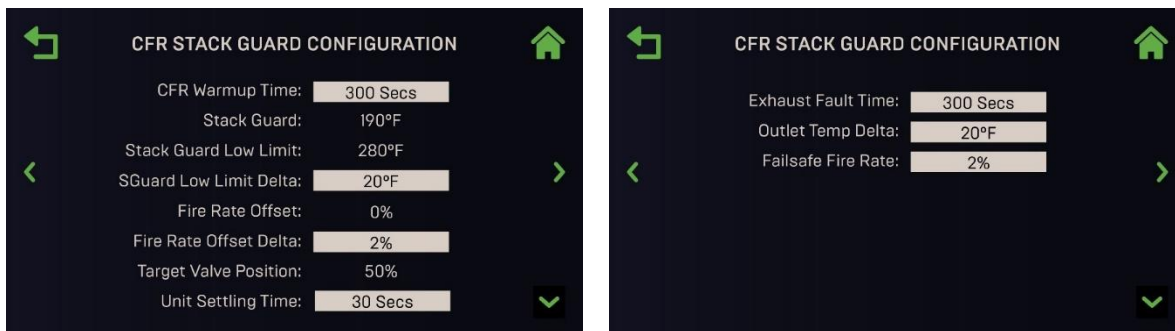 CFR STACK GUARD CONFIGURATION
CFR Warmup Time: 300 Secs
Stack Guard: 190°F
Stack Guard Low Limit: 280°F
SGuard Low Limit Delta: 20°F
Fire Rate Offset: 0%
Fire Rate Offset Delta: 2%
Target Valve Position: 50%
Unit Settling Time: 30 Secs
CFR STACK GUARD CONFIGURATION
Exhaust Fault Time: 300 Secs
Outlet Temp Delta: 20°F
Failsafe Fire Rate: 2%